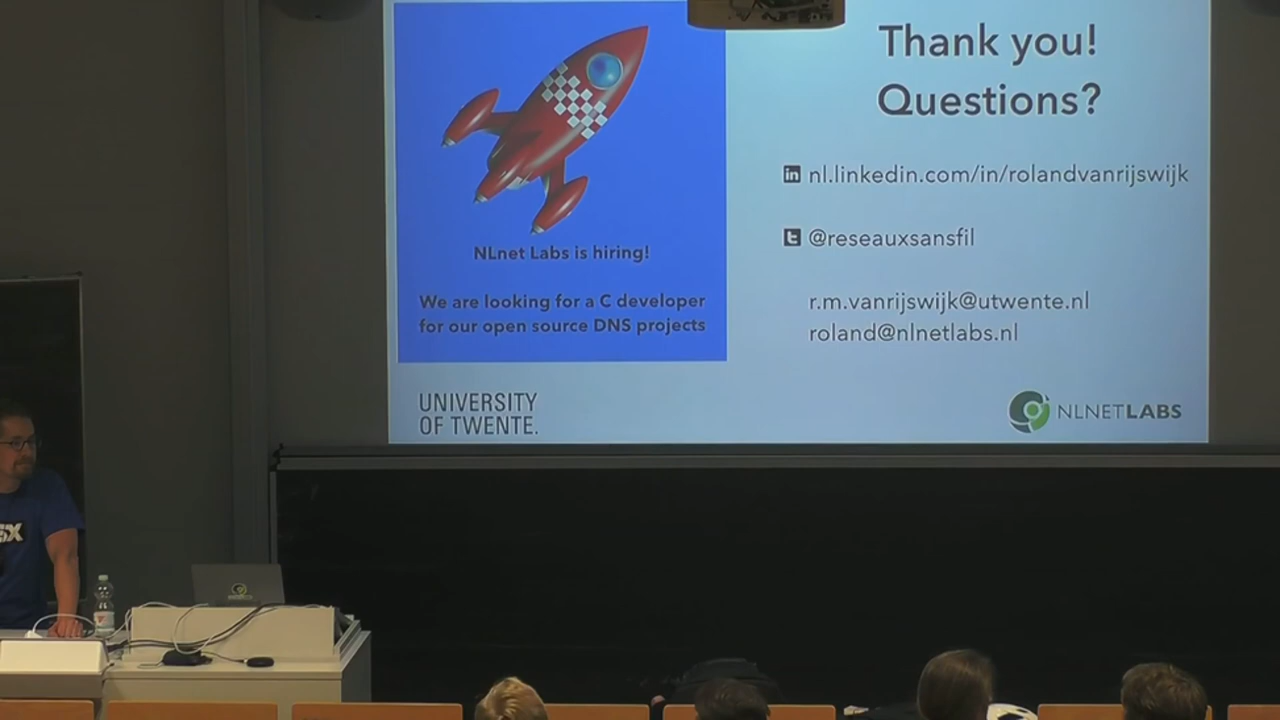 Thank you!
Questions?
in nl.linkedin.com/in/rolandvanrijswijk
t @reseauxsansfil
r.m.vanrijswijk@utwente.nl
roland@nlnetlabs.nl
NLnet Labs is hiring!
We are looking for a C developer
for our open source DNS projects
UNIVERSITY
OF TWENTE.
NLNETLABS